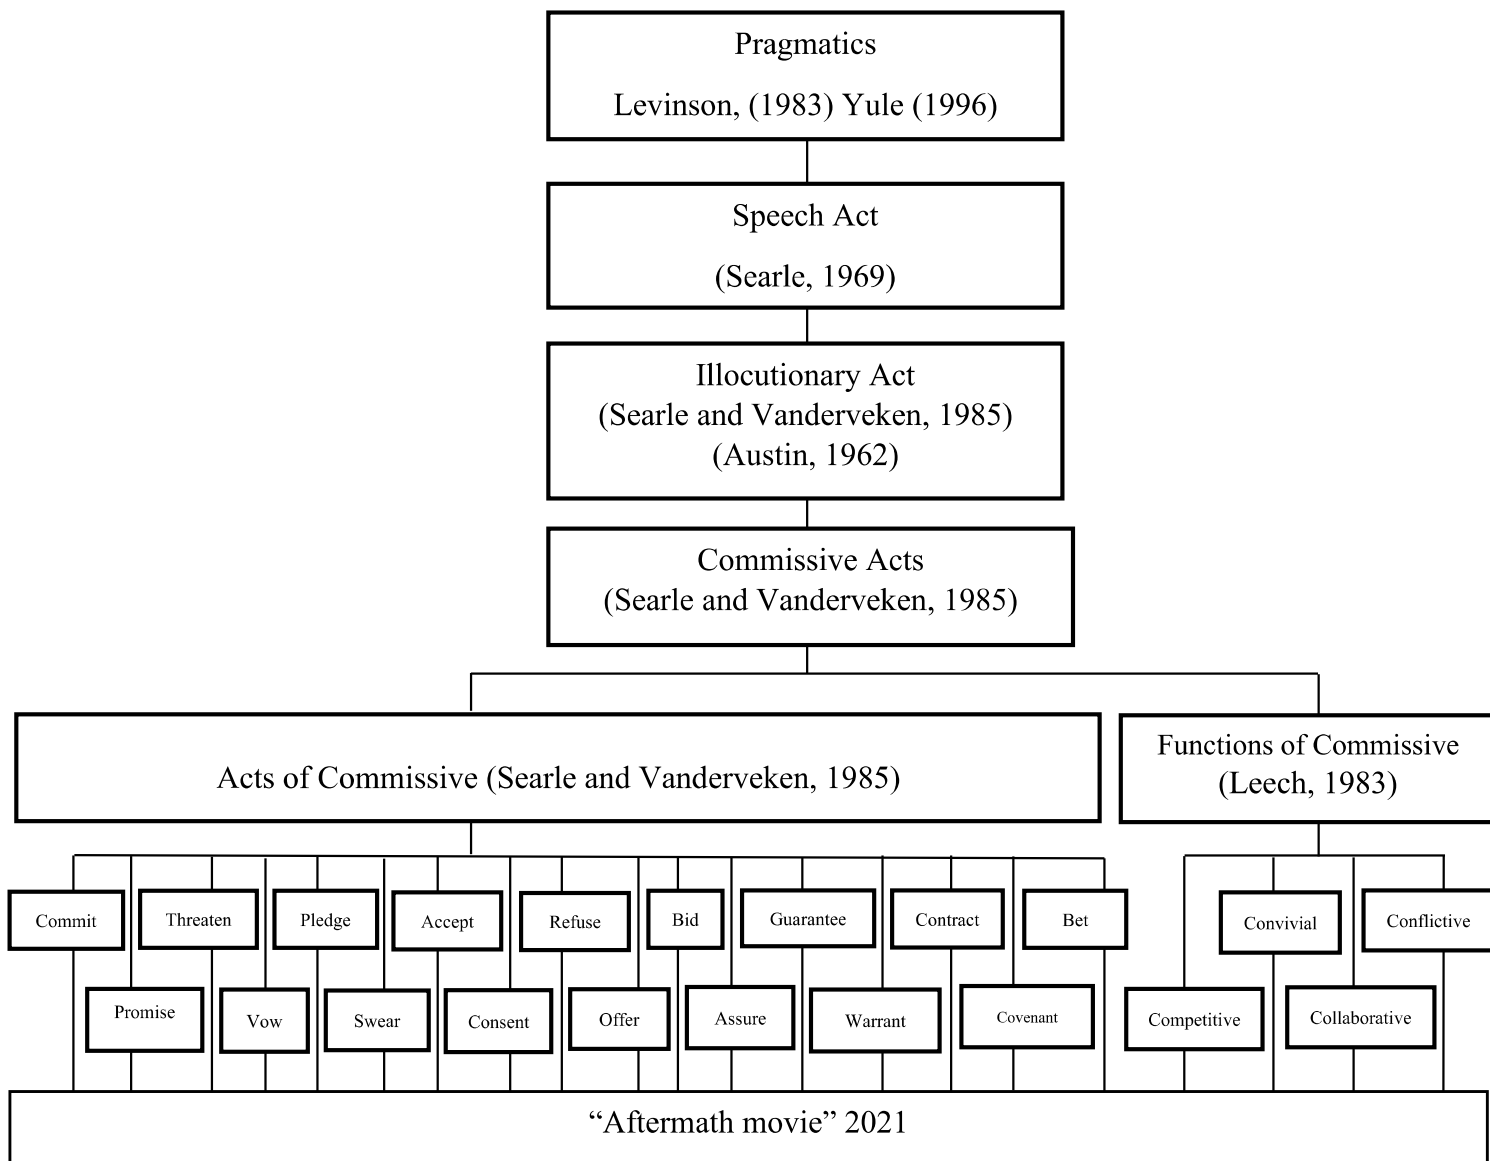 Pragmatics
Levinson, (1983) Yule (1996)
Speech Act
(Searle, 1969)
Illocutionary Act
(Searle and Vanderveken, 1985)
(Austin, 1962)
Commissive Acts
(Searle and Vanderveken, 1985)
Acts of Commissive (Searle and Vanderveken, 1985)
Functions of Commissive
(Leech, 1983)
Commit
Threaten
Pledge
Accept
Refuse
Bid
Guarantee
Contract
Bet
Convivial
Conflictive
Promise
Vow
Swear
Consent
Offer
Assure
Warrant
Covenant
Competitive
Collaborative
“Aftermath movie” 2021